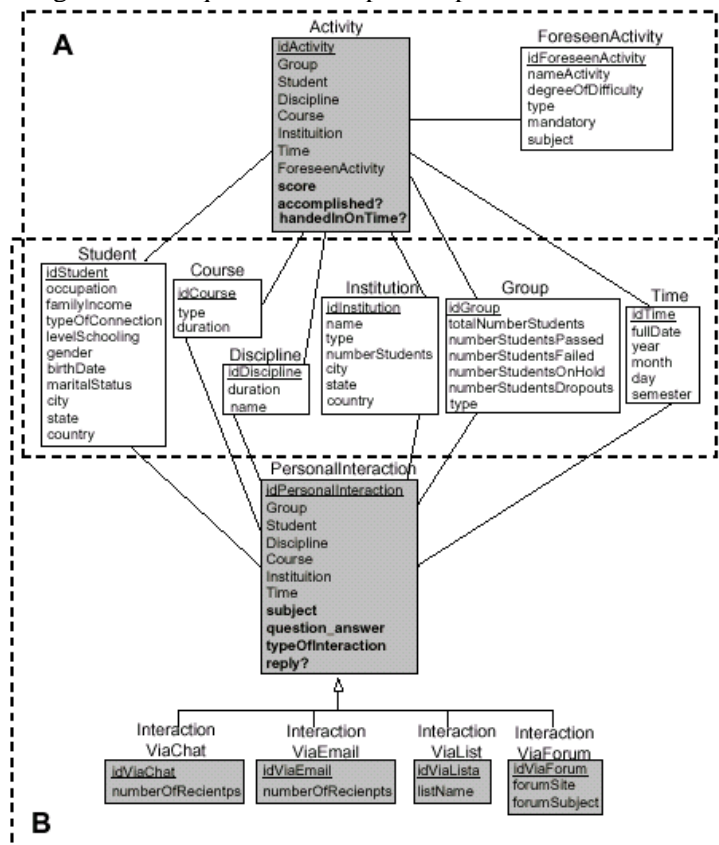 A
Activity
idActivity
Group
Student
Discipline
Course
Instituition
Time
ForeseenActivity
score
accomplished?
handedInOnTime?
ForeseenActivity
idForeseenActivity
nameActivity
degreeOfDifficulty
type
mandatory
subject
Student
idStudent
occupation
familyIncome
typeOfConnection
levelSchooling
gender
birthDate
maritalStatus
city
state
country
Course
idCourse
type
duration
Discipline
idDiscipline
duration
name
Institution
idInstitution
name
type
numberStudents
city
state
country
Group
idGroup
totalNumberStudents
numberStudentsPassed
numberStudentsFailed
numberStudentsOnHold
numberStudentsDropouts
type
Time
idTime
fullDate
year
month
day
semester
PersonalInteraction
idPersonalInteraction
Group
Student
Discipline
Course
Instituition
Time
subject
question_answer
typeOfInteraction
reply?
Interaction
ViaChat
idViaChat
numberOfRecientps
Interaction
ViaEmail
idViaEmail
numberOfRecienpts
Interaction
ViaList
idViaLista
listName
Interaction
ViaForum
idViaForum
forumSite
forumSubject
B